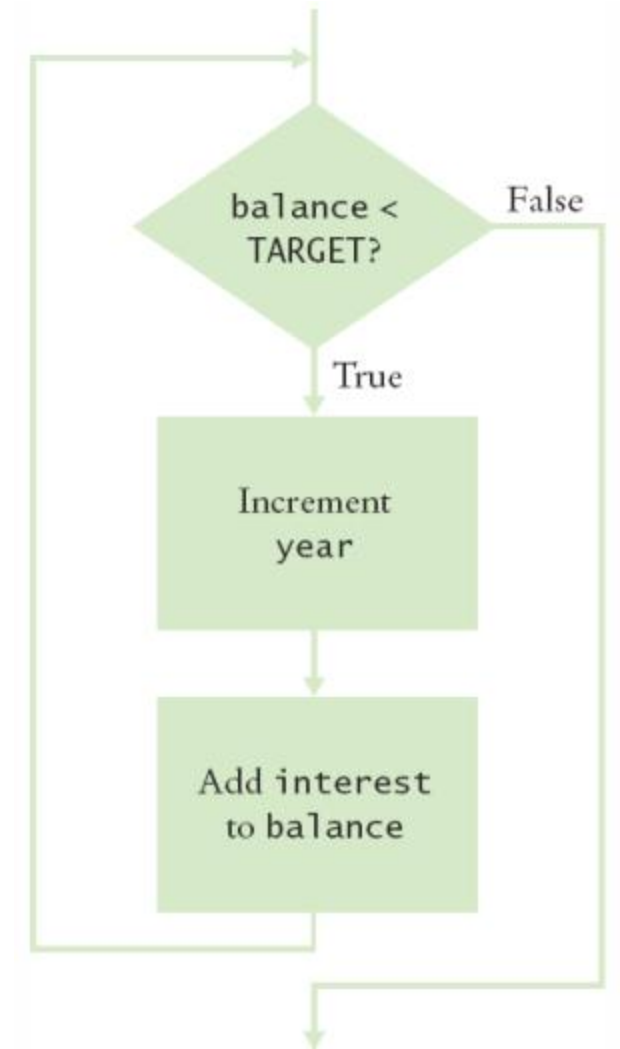 balance <
TARGET?
False
True
Increment
year
Add interest
to balance